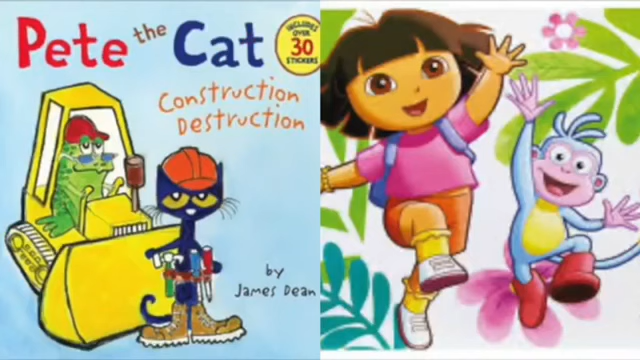 Pete the Cat
INCLUDES
OVER
30
STICKERS
Construction
Destruction
by
James Dean